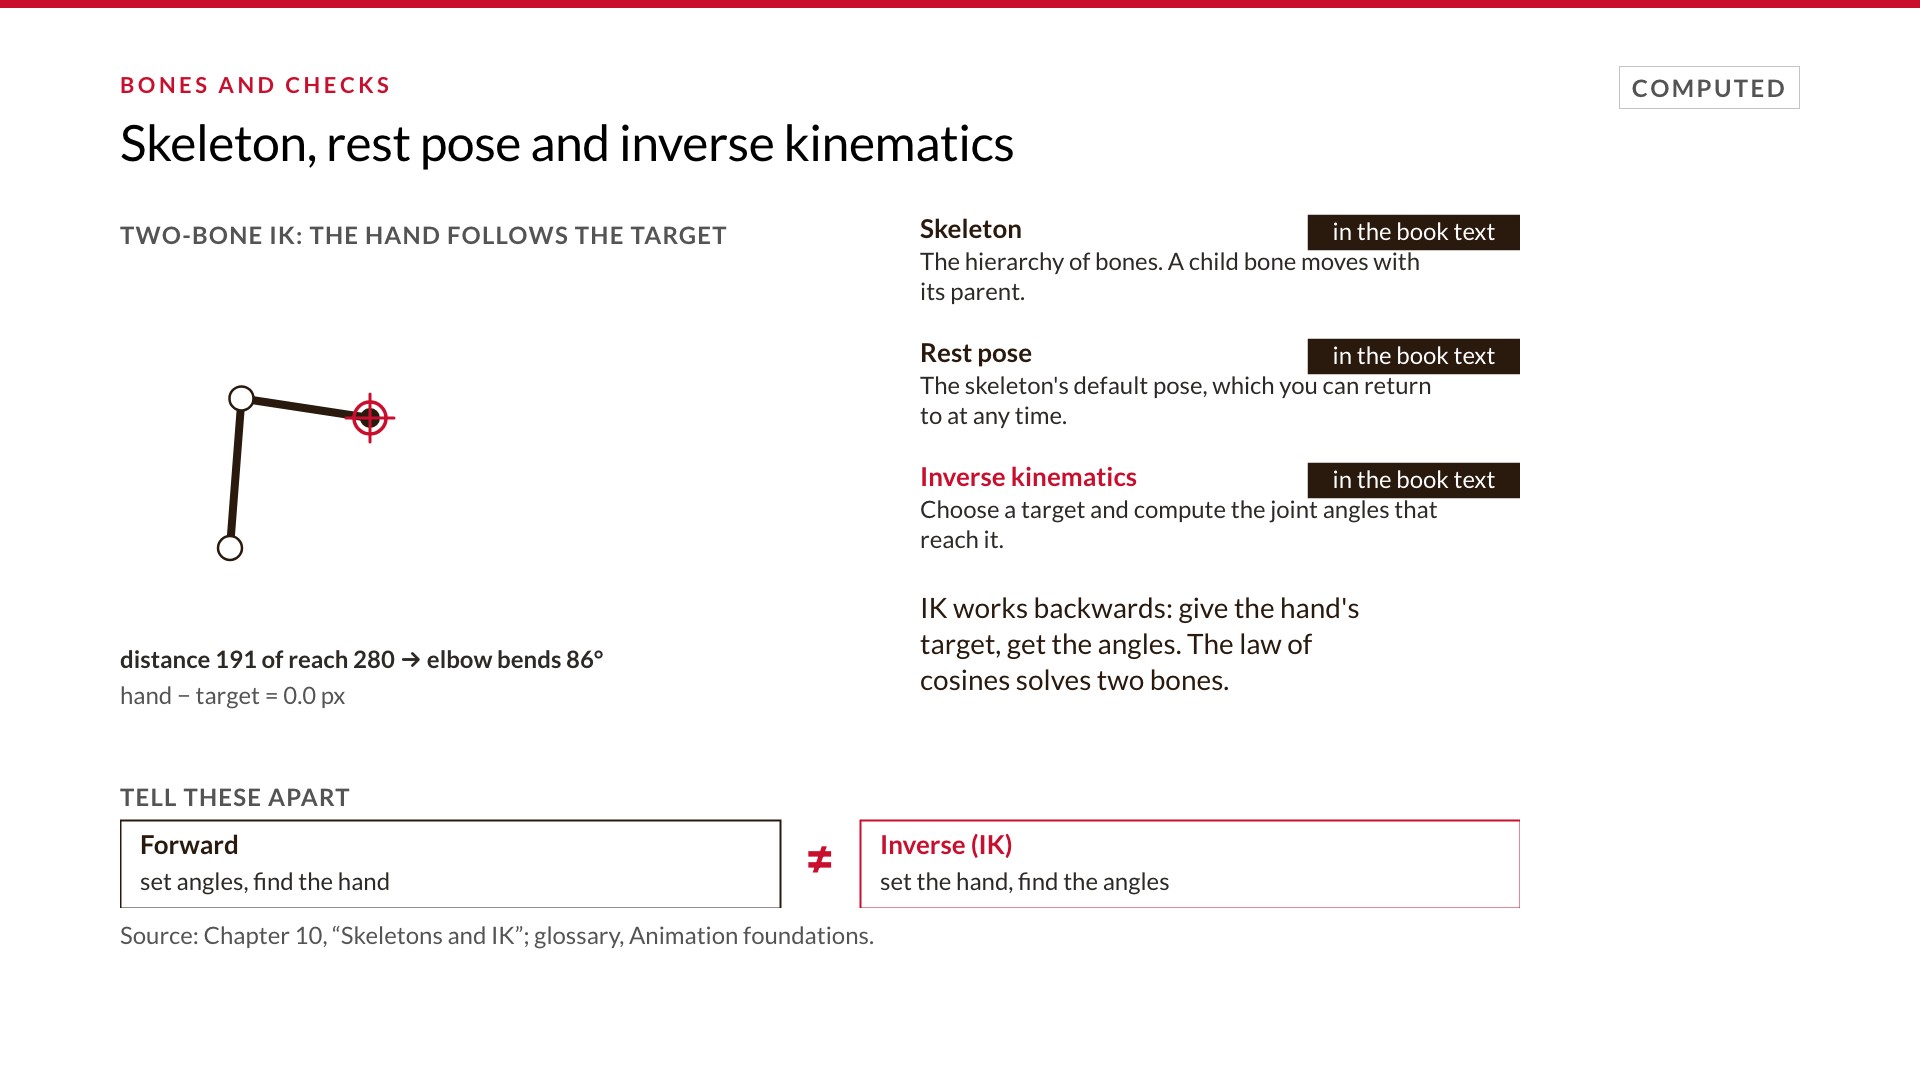 BONES AND CHECKS
COMPUTED
Skeleton, rest pose and inverse kinematics
TWO-BONE IK: THE HAND FOLLOWS THE TARGET
distance 191 of reach 280 → elbow bends 86°
hand − target = 0.0 px
Skeleton
in the book text
The hierarchy of bones. A child bone moves with
its parent.
Rest pose
in the book text
The skeleton's default pose, which you can return
to at any time.
Inverse kinematics
in the book text
Choose a target and compute the joint angles that
reach it.
IK works backwards: give the hand's
target, get the angles. The law of
cosines solves two bones.
TELL THESE APART
Forward
set angles, find the hand
≠
Inverse (IK)
set the hand, find the angles
Source: Chapter 10, “Skeletons and IK”; glossary, Animation foundations.